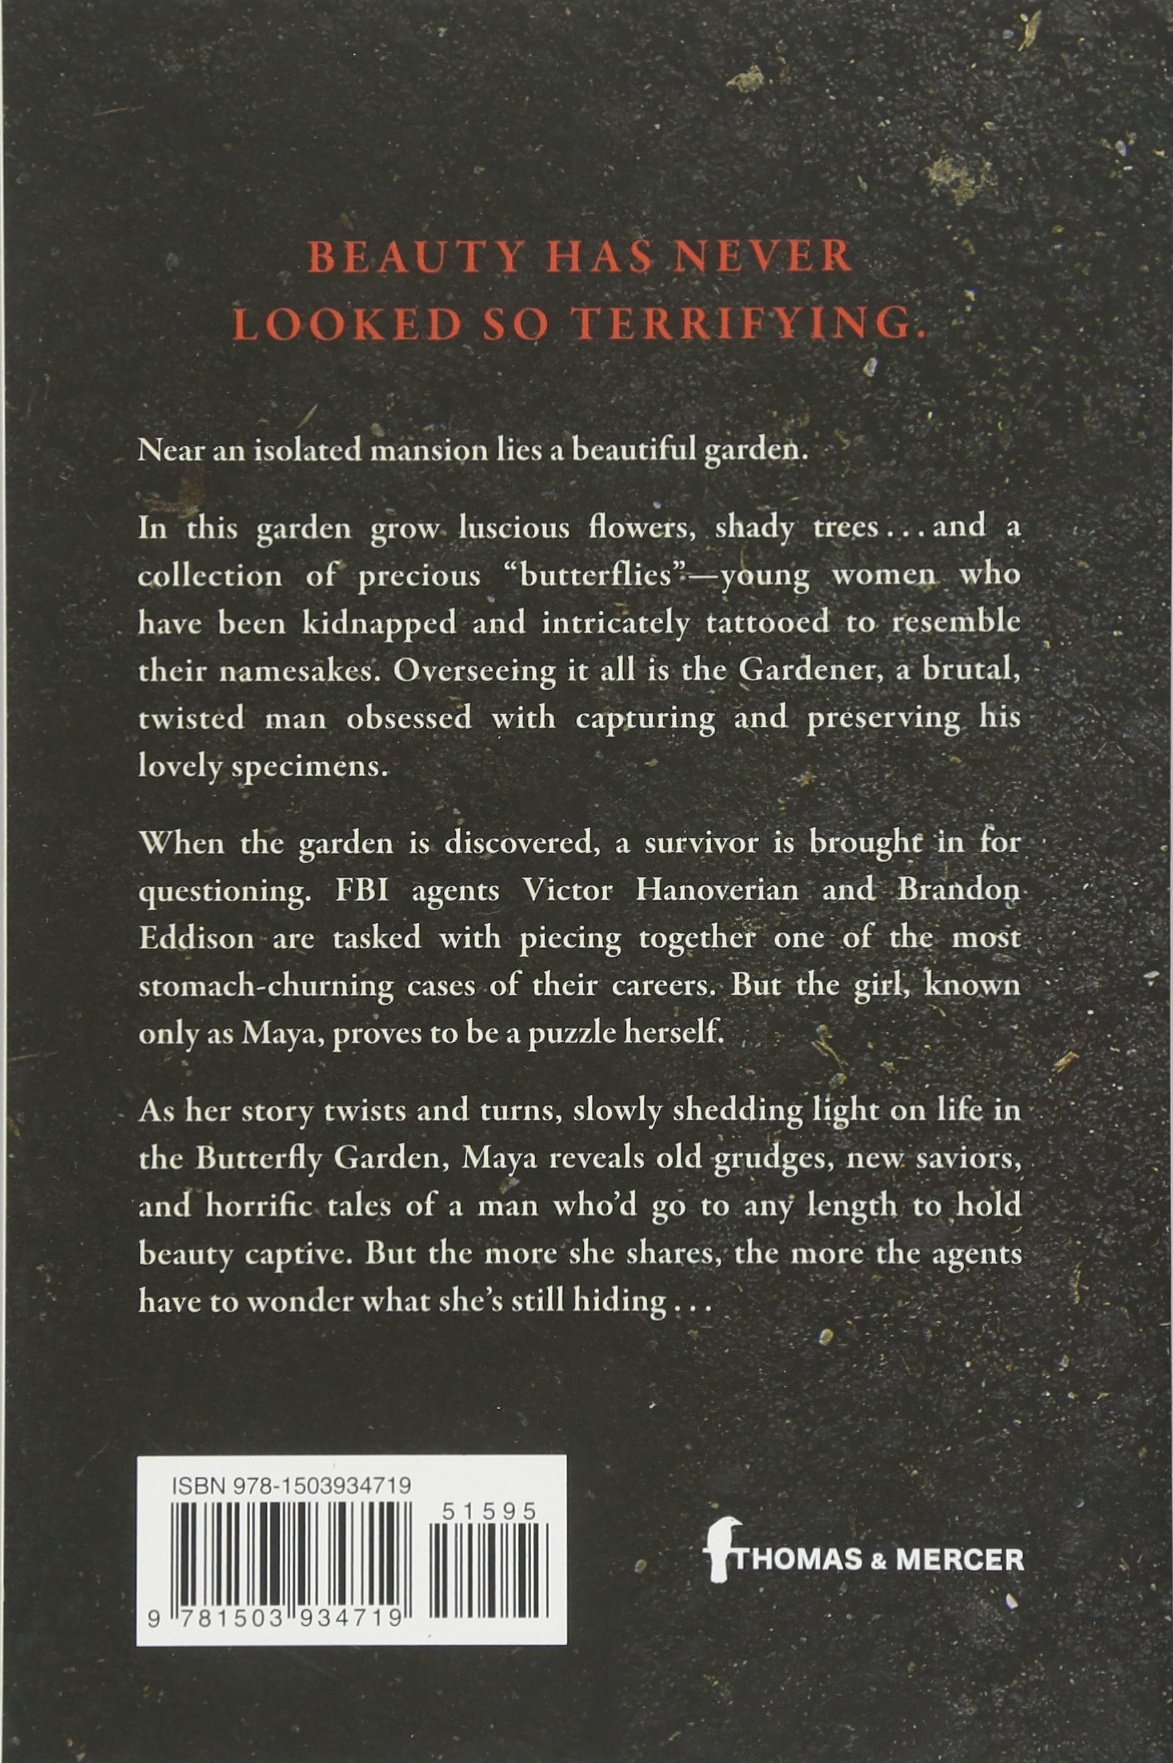 BEAUTY HAS NEVER
LOOKED SO TERRIFYING.
Near an isolated mansion lies a beautiful garden.
In this garden grow luscious flowers, shady trees . . . and a
collection of precious “butterflies”—young women who
have been kidnapped and intricately tattooed to resemble
their namesakes. Overseeing it all is the Gardener, a brutal,
twisted man obsessed with capturing and preserving his
lovely specimens.
When the garden is discovered, a survivor is brought in for
questioning. FBI agents Victor Hanoverian and Brandon
Eddison are tasked with piecing together one of the most
stomach-churning cases of their careers. But the girl, known
only as Maya, proves to be a puzzle herself.
As her story twists and turns, slowly shedding light on life in
the Butterfly Garden, Maya reveals old grudges, new saviors,
and horrific tales of a man who’d go to any length to hold
beauty captive. But the more she shares, the more the agents
have to wonder what she’s still hiding . . .
ISBN 978-1503934719
51595
9 781503 934719
THOMAS & MERCER